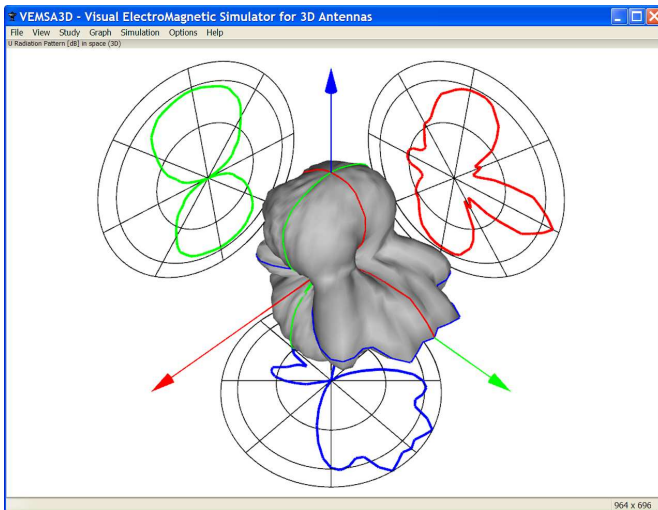 VEMSA3D - Visual ElectroMagnetic Simulator for 3D Antennas
File View Study Graph Simulation Options Help
U Radiation Pattern [dB] in space (3D)
964 x 696